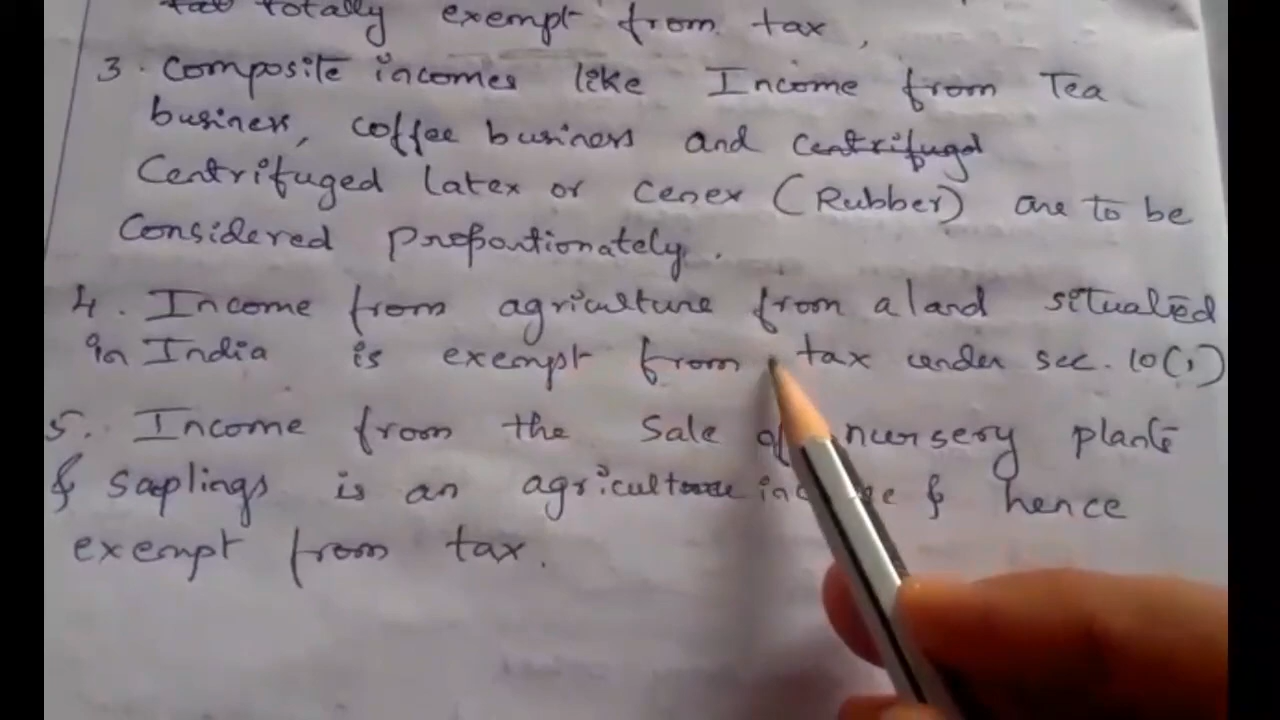 totally exempt from tax,
3. Composite incomes like Income from Tea
business, coffee business and centrifugal
Centrifuged latex or cenex (Rubber) are to be
Considered proportionately.
4. Income from agriculture from a land situated
in India is exempt from tax under sec. 10(1)
5. Income from the Sale of nursery plants
& saplings is an agriculture & hence
exempt from tax.